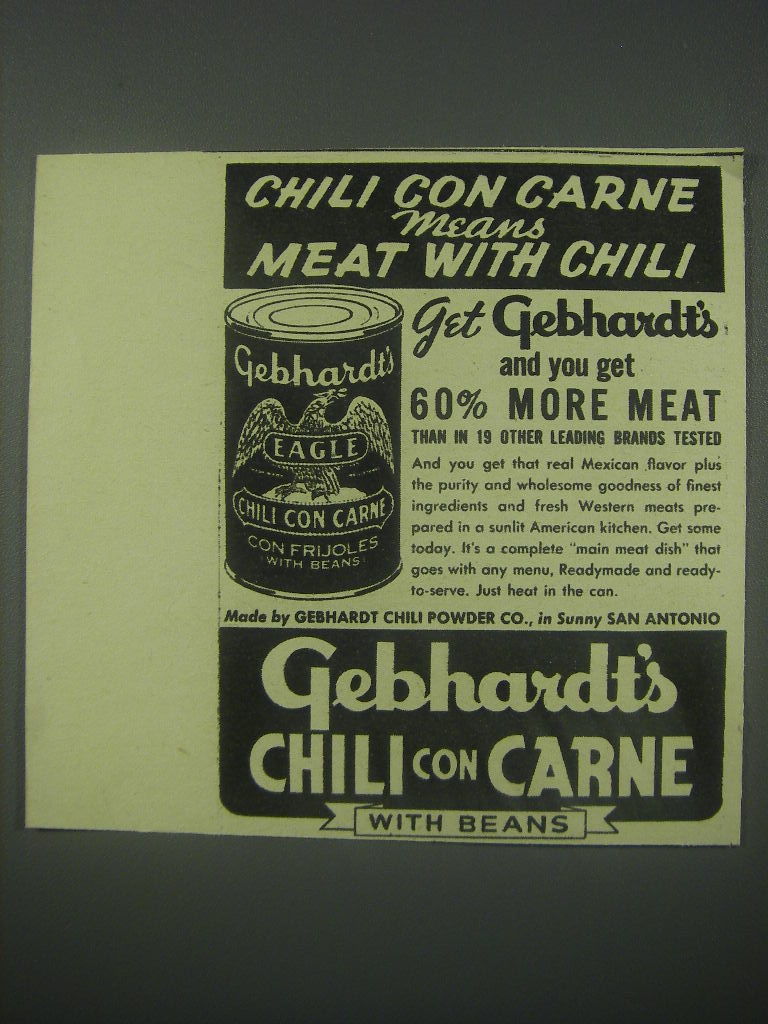 CHILI CON CARNE
Means
MEAT WITH CHILI
Get Gebhardt's
and you get
60% MORE MEAT
THAN IN 19 OTHER LEADING BRANDS TESTED
And you get that real Mexican flavor plus
the purity and wholesome goodness of finest
ingredients and fresh Western meats pre-
pared in a sunlit American kitchen. Get some
today. It's a complete "main meat dish" that
goes with any menu, Readymade and ready-
to-serve. Just heat in the can.
Gebhardt's
EAGLE
CHILI CON CARNE
CON FRIJOLES
WITH BEANS
Made by GEBHARDT CHILI POWDER CO., in Sunny SAN ANTONIO
Gebhardt's
CHILI CON CARNE
WITH BEANS